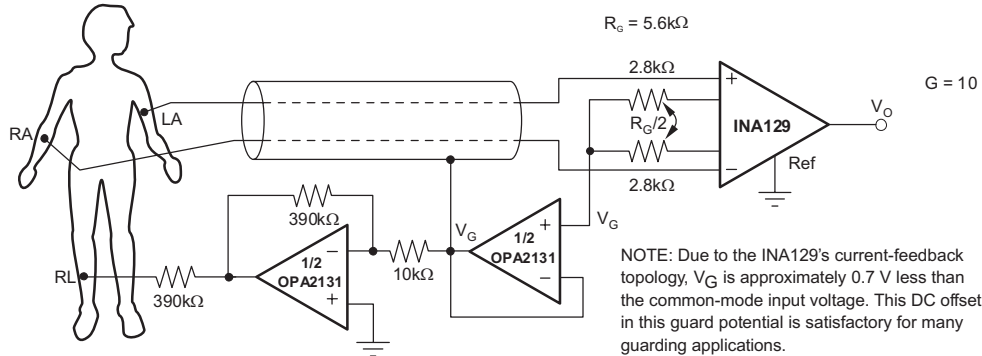 R_G = 5.6kΩ
2.8kΩ
G = 10
LA
RA
+
R_G/2
INA129
V_O
Ref
−
2.8kΩ
390kΩ
V_G
V_G
+
1/2
OPA2131
−
10kΩ
−
1/2
OPA2131
+
RL
390kΩ
NOTE: Due to the INA129's current-feedback
topology, V_G is approximately 0.7 V less than
the common-mode input voltage. This DC offset
in this guard potential is satisfactory for many
guarding applications.